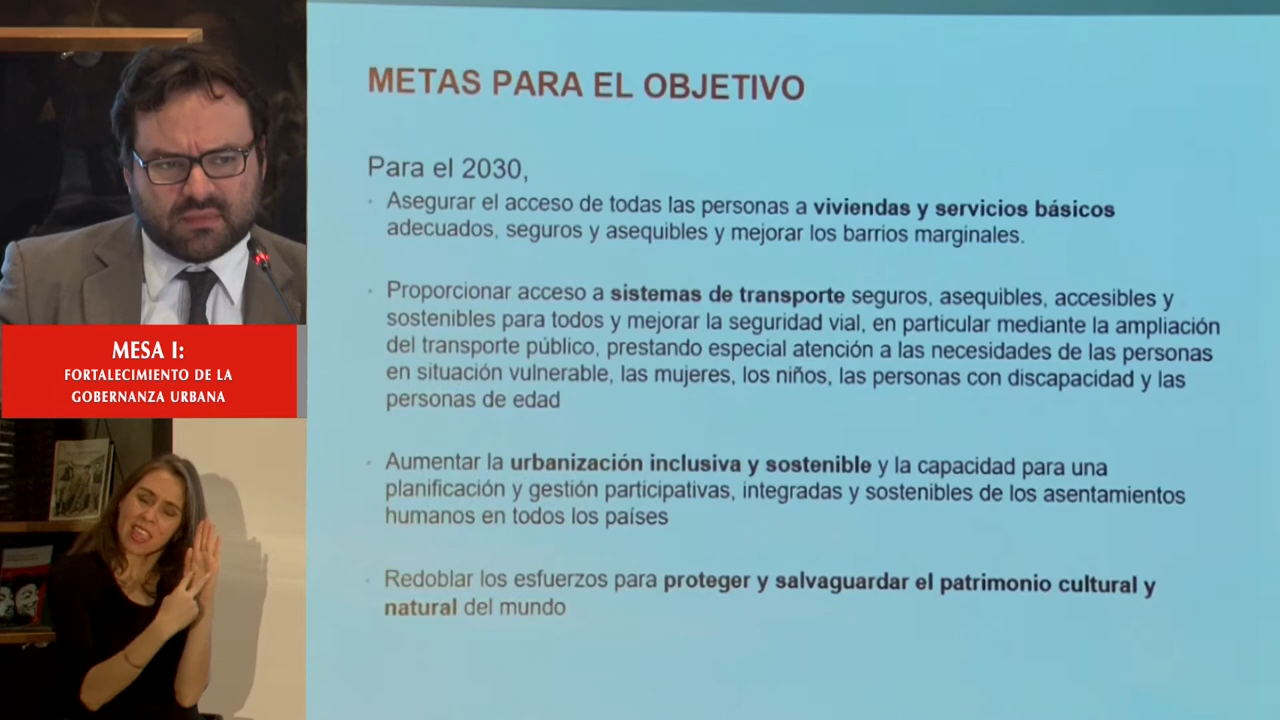 METAS PARA EL OBJETIVO
Para el 2030,
Asegurar el acceso de todas las personas a viviendas y servicios básicos
adecuados, seguros y asequibles y mejorar los barrios marginales.
Proporcionar acceso a sistemas de transporte seguros, asequibles, accesibles y
sostenibles para todos y mejorar la seguridad vial, en particular mediante la ampliación
del transporte público, prestando especial atención a las necesidades de las personas
en situación vulnerable, las mujeres, los niños, las personas con discapacidad y las
personas de edad
Aumentar la urbanización inclusiva y sostenible y la capacidad para una
planificación y gestión participativas, integradas y sostenibles de los asentamientos
humanos en todos los países
Redoblar los esfuerzos para proteger y salvaguardar el patrimonio cultural y
natural del mundo
MESA I:
FORTALECIMIENTO DE LA
GOBERNANZA URBANA